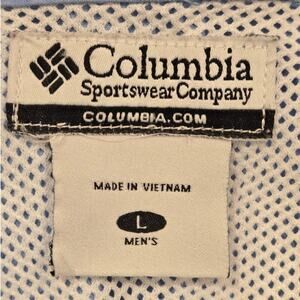 Columbia
Sportswear Company
COLUMBIA.COM
MADE IN VIETNAM
L
MEN'S